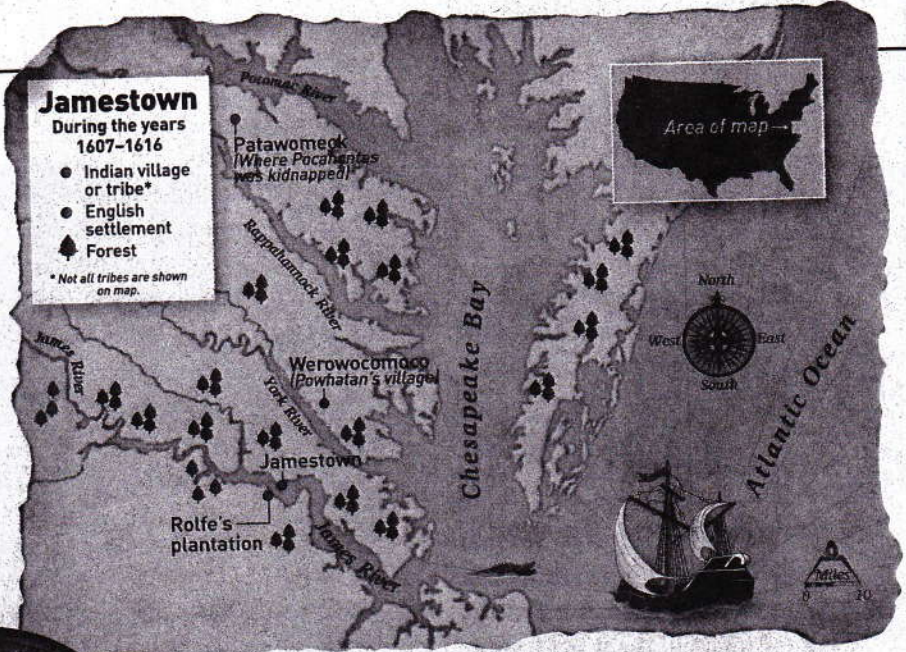 Jamestown
During the years
1607–1616
Indian village
or tribe*
English
settlement
Forest
* Not all tribes are shown
on map.
Potomac River
Patawomeck
(Where Pocahontas
was kidnapped)
Rappahannock River
James River
Werowocomoco
(Powhatan's village)
York River
Jamestown
Rolfe's
plantation
James River
Chesapeake Bay
Area of map
North
West
East
South
Atlantic Ocean
Miles
0 10